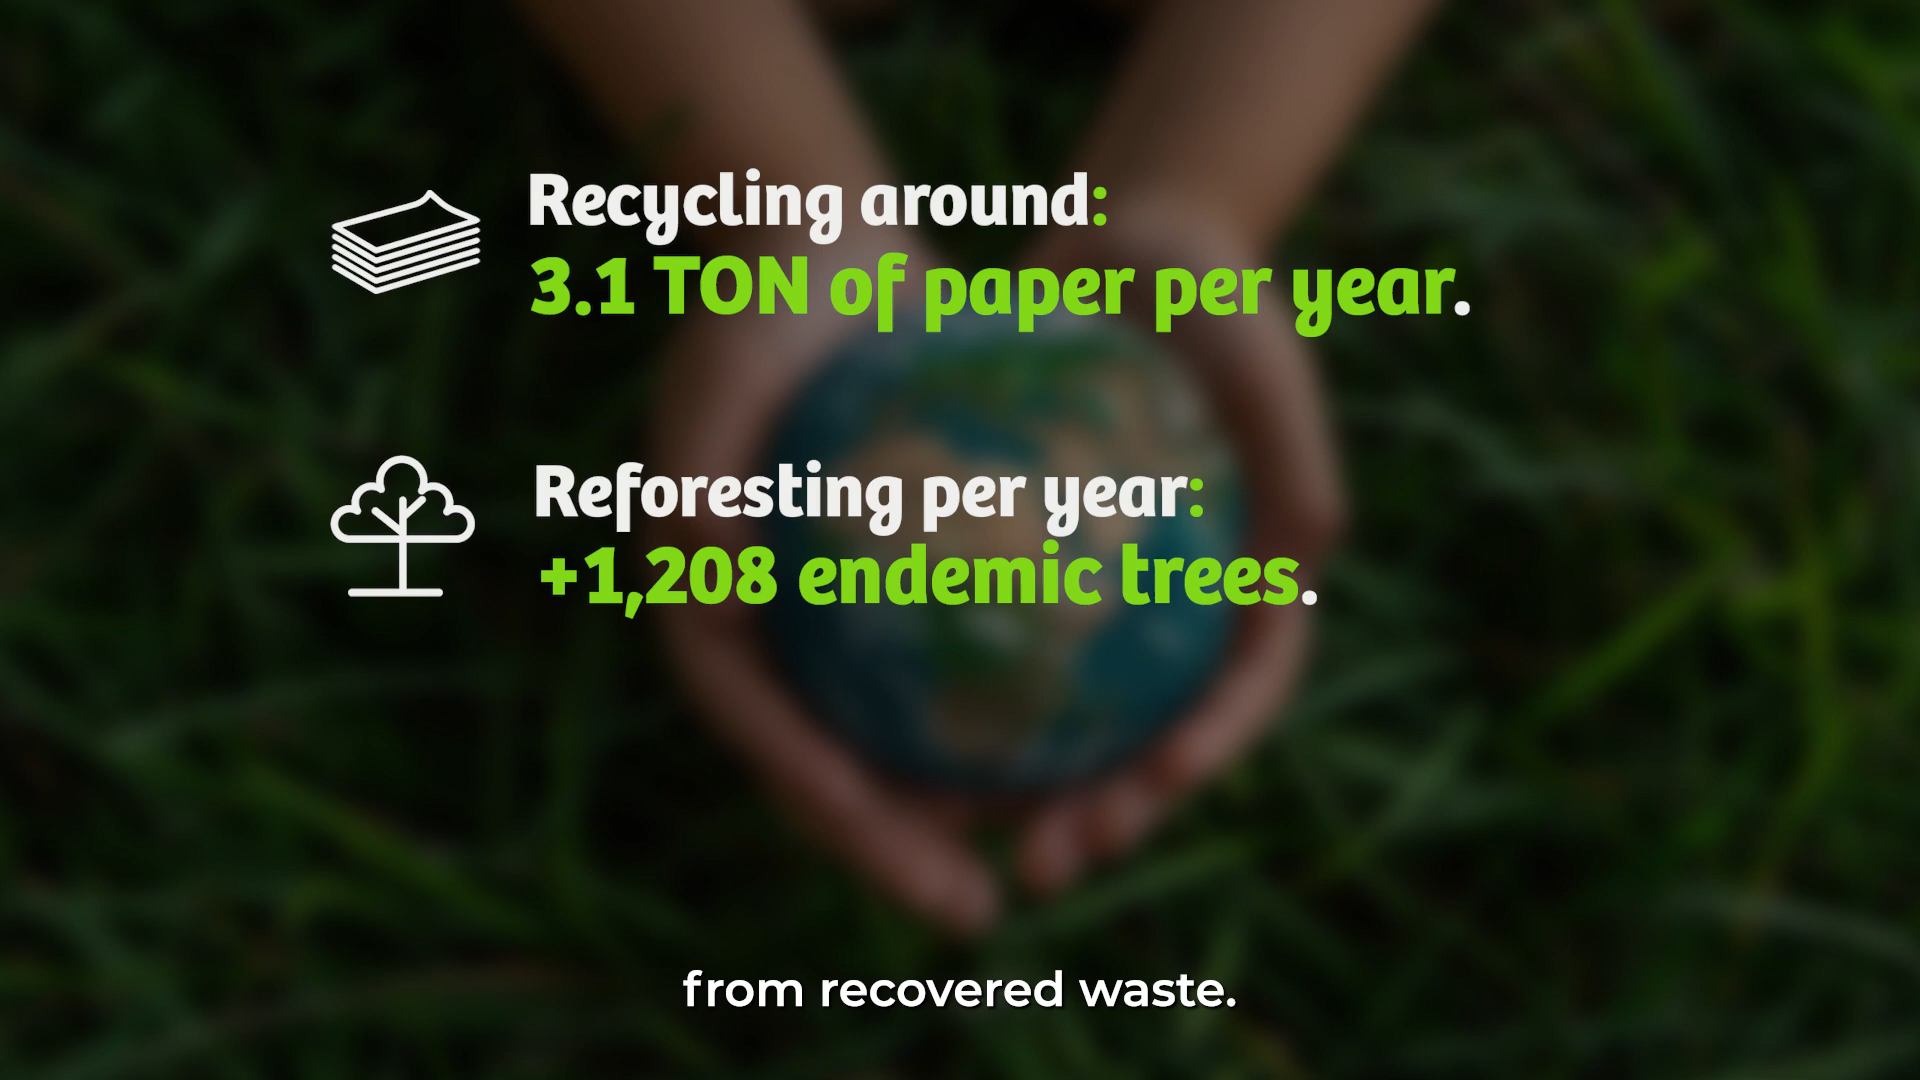 Recycling around:
3.1 TON of paper per year.
Reforesting per year:
+1,208 endemic trees.
from recovered waste.